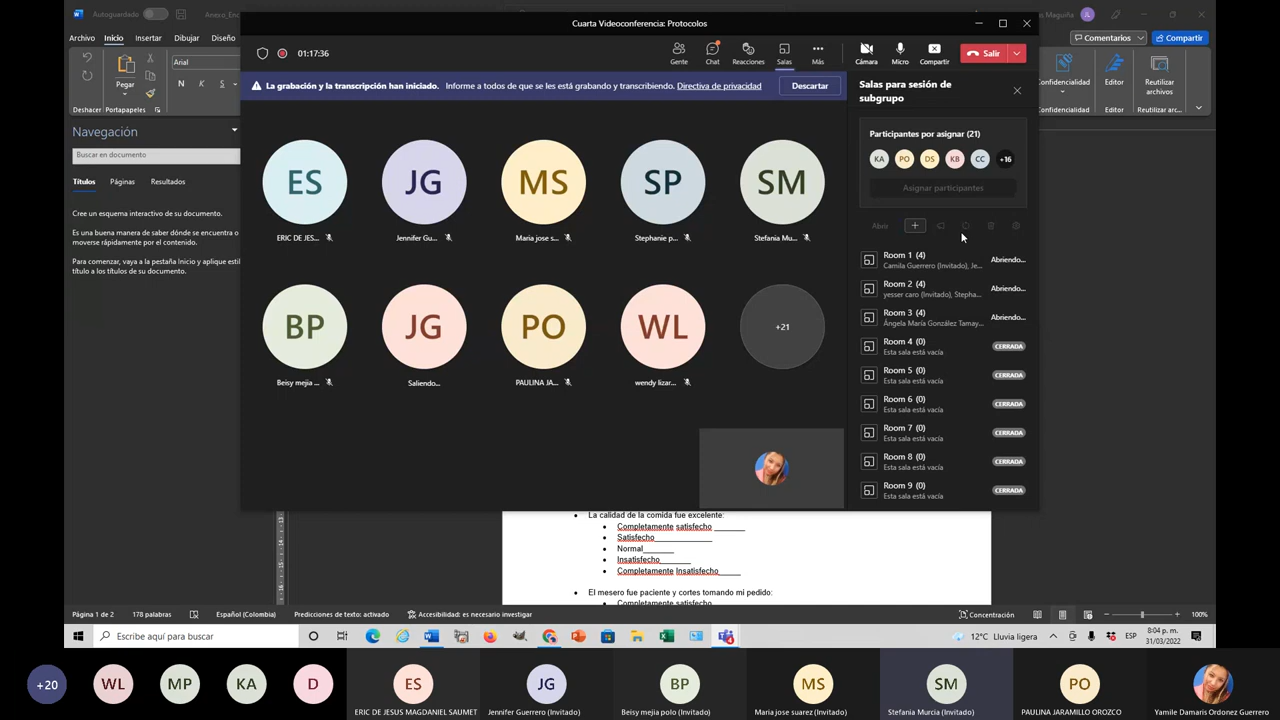 Autoguardado
Anexo_Enc
Cuarta Videoconferencia: Protocolos
Archivo Inicio Insertar Dibujar Diseño
01:17:36
Gente Chat Reacciones Salas Más Cámara Micro Compartir Salir
Comentarios Compartir
Pegar
Arial
N K
Deshacer Portapapeles
Confidencialidad Editor Reutilizar archivos
Confidencialidad Editor Reutilizar arc...
La grabación y la transcripción han iniciado. Informe a todos de que se les está grabando y transcribiendo. Directiva de privacidad
Descartar
Salas para sesión de
subgrupo
Navegación
Buscar en documento
Títulos Páginas Resultados
Cree un esquema interactivo de su documento.
Es una buena manera de saber dónde se encuentra o
moverse rápidamente por el contenido.
Para comenzar, vaya a la pestaña Inicio y aplique estil
título a los títulos de su documento.
ES JG MS SP SM
ERIC DE JES... Jennifer Gu... Maria jose s... Stephanie p... Stefania Mu...
BP JG PO WL +21
Beisy mejia ... Saliendo... PAULINA JA... wendy lizar...
Participantes por asignar (21)
KA PO DS KB CC +16
Asignar participantes
Abrir
Room 1 (4)
Camila Guerrero (Invitado), Je...
Abriendo...
Room 2 (4)
yesser caro (Invitado), Stepha...
Abriendo...
Room 3 (4)
Ángela María González Tamay...
Abriendo...
Room 4 (0)
Esta sala está vacía
CERRADA
Room 5 (0)
Esta sala está vacía
CERRADA
Room 6 (0)
Esta sala está vacía
CERRADA
Room 7 (0)
Esta sala está vacía
CERRADA
Room 8 (0)
Esta sala está vacía
CERRADA
Room 9 (0)
Esta sala está vacía
CERRADA
La calidad de la comida fue excelente:
Completamente satisfecho _______
Satisfecho_____________
Normal_______
Insatisfecho_______
Completamente Insatisfecho_____
El mesero fue paciente y cortes tomando mi pedido:
Completamente satisfecho
Página 1 de 2 178 palabras Español (Colombia) Predicciones de texto: activado Accesibilidad: es necesario investigar Concentración 100%
Escribe aquí para buscar
12°C Lluvia ligera ESP
8:04 p. m.
31/03/2022
+20 WL MP KA D ES JG BP MS SM PO
ERIC DE JESUS MAGDANIEL SAUMET Jennifer Guerrero (Invitado) Beisy mejia polo (Invitado) Maria jose suarez (Invitado) Stefania Murcia (Invitado) PAULINA JARAMILLO OROZCO Yamile Damaris Ordonez Guerrero